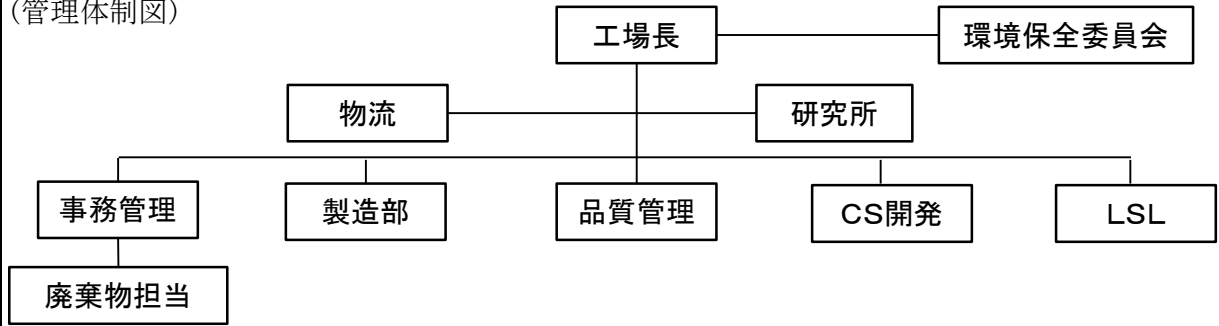 (管理体制図)
工場長
環境保全委員会
物流
研究所
事務管理
製造部
品質管理
CS開発
LSL
廃棄物担当